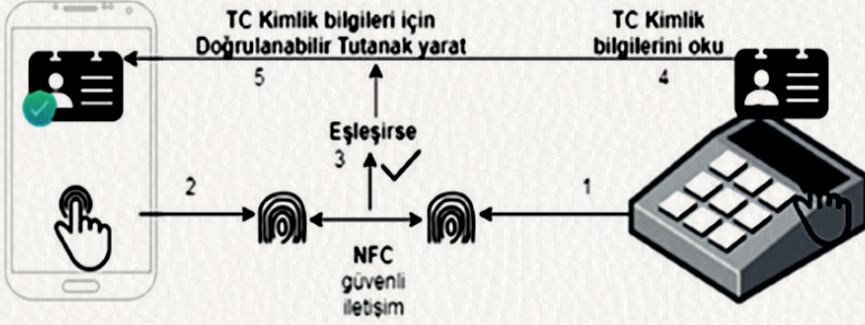 TC Kimlik bilgileri için
Doğrulanabilir Tutanak yarat
TC Kimlik
bilgilerini oku
5
4
Eşleşirse
3
2
1
NFC
güvenli
iletişim